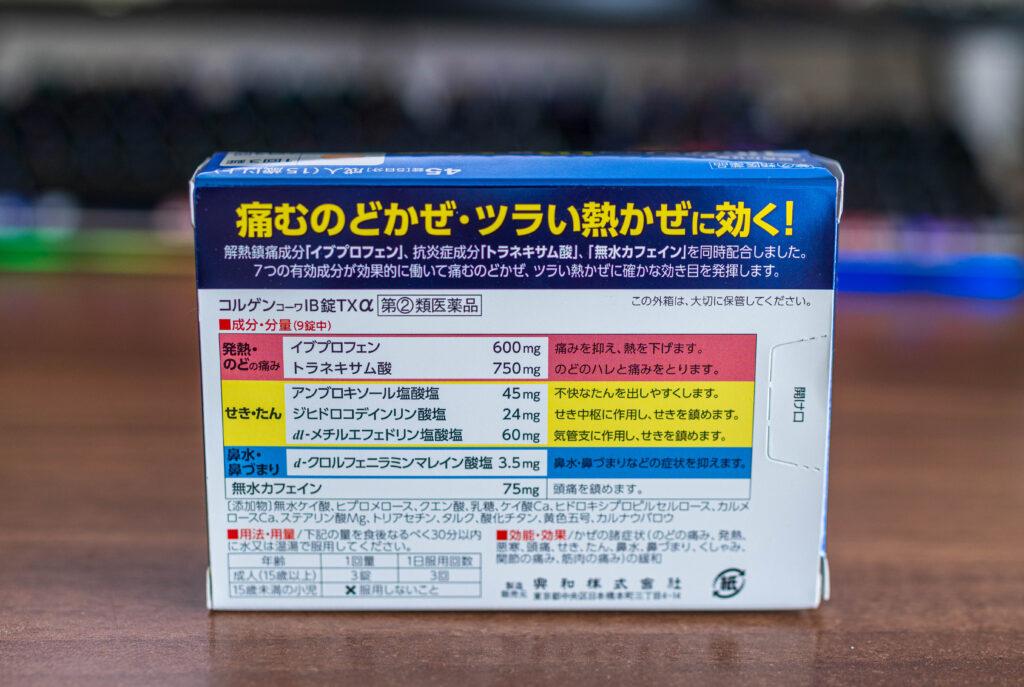 45錠[5日分]成人(15歳以上)
1回3錠
指定第2類医薬品
痛むのどかぜ・ツラい熱かぜに効く!
解熱鎮痛成分「イブプロフェン」、抗炎症成分「トラネキサム酸」、「無水カフェイン」を同時配合しました。
7つの有効成分が効果的に働いて痛むのどかぜ、ツラい熱かぜに確かな効き目を発揮します。
コルゲンコーワIB錠TXα 指定第2類医薬品
この外箱は、大切に保管してください。
■成分・分量(9錠中)
発熱・
のどの痛み
イブプロフェン 600mg 痛みを抑え、熱を下げます。
トラネキサム酸 750mg のどのハレと痛みをとります。
せき・たん
アンブロキソール塩酸塩 45mg 不快なたんを出しやすくします。
ジヒドロコデインリン酸塩 24mg せき中枢に作用し、せきを鎮めます。
dl-メチルエフェドリン塩酸塩 60mg 気管支に作用し、せきを鎮めます。
鼻水・
鼻づまり
d-クロルフェニラミンマレイン酸塩 3.5mg 鼻水・鼻づまりなどの症状を抑えます。
無水カフェイン 75mg 頭痛を鎮めます。
〔添加物〕無水ケイ酸、ヒプロメロース、クエン酸、乳糖、ケイ酸Ca、ヒドロキシプロピルセルロース、カルメ
ロースCa、ステアリン酸Mg、トリアセチン、タルク、酸化チタン、黄色五号、カルナウバロウ
■用法・用量/下記の量を食後なるべく30分以内
に水又は温湯で服用してください。
年齢 1回量 1日服用回数
成人(15歳以上) 3錠 3回
15歳未満の小児 ✖服用しないこと
■効能・効果/かぜの諸症状(のどの痛み、発熱、
悪寒、頭痛、せき、たん、鼻水、鼻づまり、くしゃみ、
関節の痛み、筋肉の痛み)の緩和
製造
販売元
興和株式会社
東京都中央区日本橋本町三丁目4-14
紙
開け口